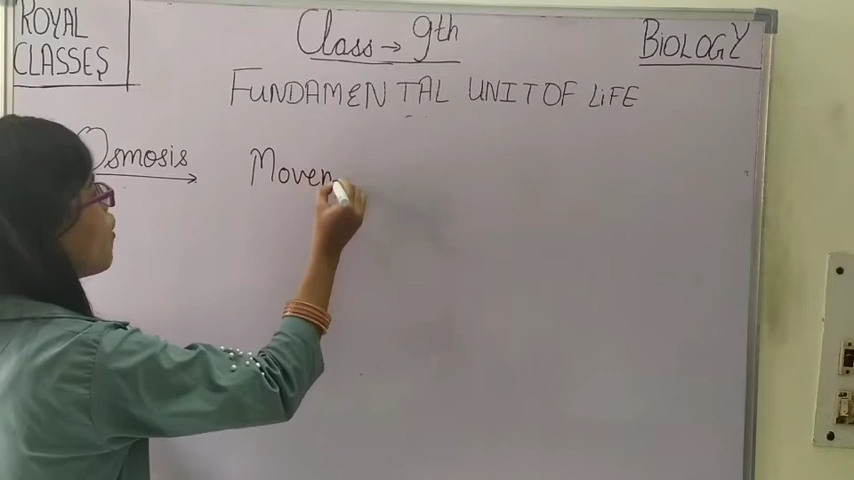 ROYAL
CLASSES
Class → 9th
BIOLOGY
FUNDAMENTAL UNIT OF LiFE
Osmosis → Movem